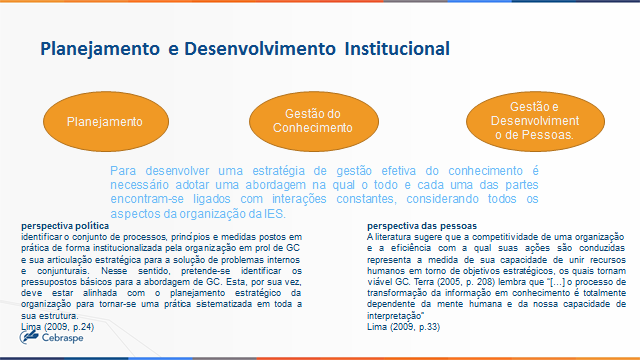 Planejamento e Desenvolvimento Institucional
Planejamento
Gestão do
Conhecimento
Gestão e
Desenvolviment
o de Pessoas.
Para desenvolver uma estratégia de gestão efetiva do conhecimento é
necessário adotar uma abordagem na qual o todo e cada uma das partes
encontram-se ligados com interações constantes, considerando todos os
aspectos da organização da IES.
perspectiva política
identificar o conjunto de processos, princípios e medidas postos em
prática de forma institucionalizada pela organização em prol de GC
e sua articulação estratégica para a solução de problemas internos
e conjunturais. Nesse sentido, pretende-se identificar os
pressupostos básicos para a abordagem de GC. Esta, por sua vez,
deve estar alinhada com o planejamento estratégico da
organização para tornar-se uma prática sistematizada em toda a
sua estrutura.
Lima (2009, p.24)
perspectiva das pessoas
A literatura sugere que a competitividade de uma organização
e a eficiência com a qual suas ações são conduzidas
representa a medida de sua capacidade de unir recursos
humanos em torno de objetivos estratégicos, os quais tornam
viável GC. Terra (2005, p. 208) lembra que “[...] o processo de
transformação da informação em conhecimento é totalmente
dependente da mente humana e da nossa capacidade de
interpretação”
Lima (2009, p.33)
Cebraspe